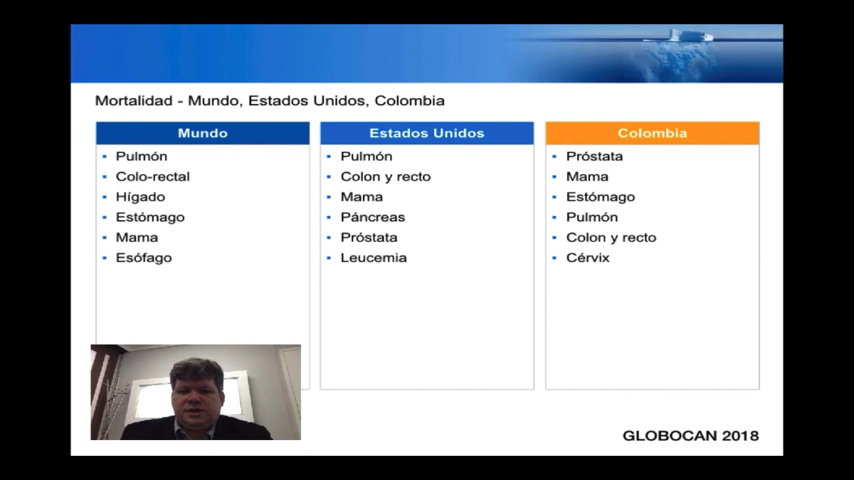 Mortalidad - Mundo, Estados Unidos, Colombia
Mundo
Pulmón
Colo-rectal
Hígado
Estómago
Mama
Esófago
Estados Unidos
Pulmón
Colon y recto
Mama
Páncreas
Próstata
Leucemia
Colombia
Próstata
Mama
Estómago
Pulmón
Colon y recto
Cérvix
GLOBOCAN 2018